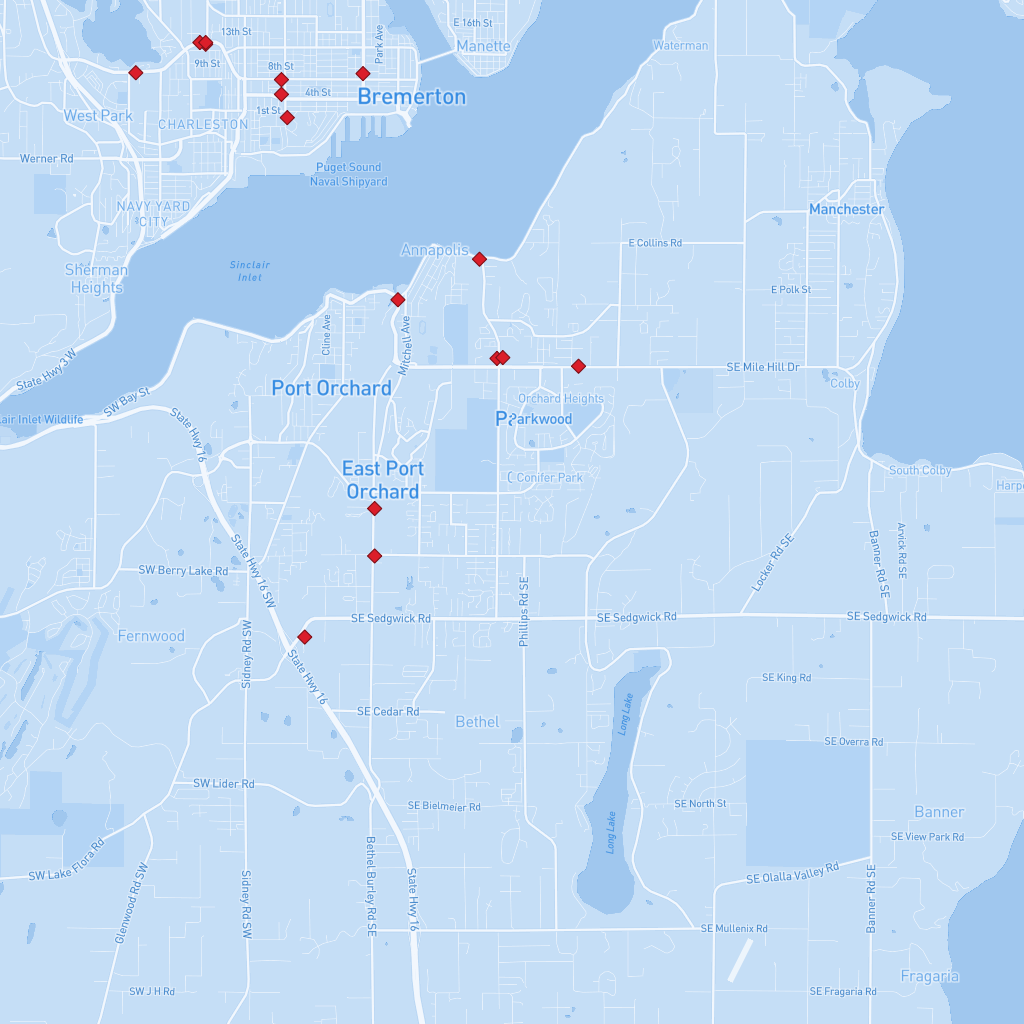 E 16th St
13th St
Park Ave
Manette
Waterman
9th St
8th St
4th St
Bremerton
1st St
West Park
CHARLESTON
Werner Rd
Puget Sound
Naval Shipyard
NAVY YARD
CITY
Manchester
E Collins Rd
Annapolis
Sinclair
Inlet
Sherman
Heights
E Polk St
Cline Ave
Mitchell Ave
State Hwy 3 W
SE Mile Hill Dr
Colby
Port Orchard
Orchard Heights
SW Bay St
air Inlet Wildlife
State Hwy 16
Parkwood
East Port
Orchard
Conifer Park
South Colby
Harpe
State Hwy 16 SW
Banner Rd SE
Arvick Rd SE
Locker Rd SE
SW Berry Lake Rd
Phillips Rd SE
SE Sedgwick Rd
SE Sedgwick Rd
SE Sedgwick Rd
Fernwood
Sidney Rd SW
State Hwy 16
SE King Rd
Long Lake
SE Cedar Rd
Bethel
SE Overra Rd
SW Lider Rd
SE Bielmeier Rd
SE North St
Banner
Long Lake
SE View Park Rd
SW Lake Flora Rd
Bethel Burley Rd SE
SE Olalla Valley Rd
Glenwood Rd SW
Sidney Rd SW
State Hwy 16
Banner Rd SE
SE Mullenix Rd
Fragaria
SW J H Rd
SE Fragaria Rd